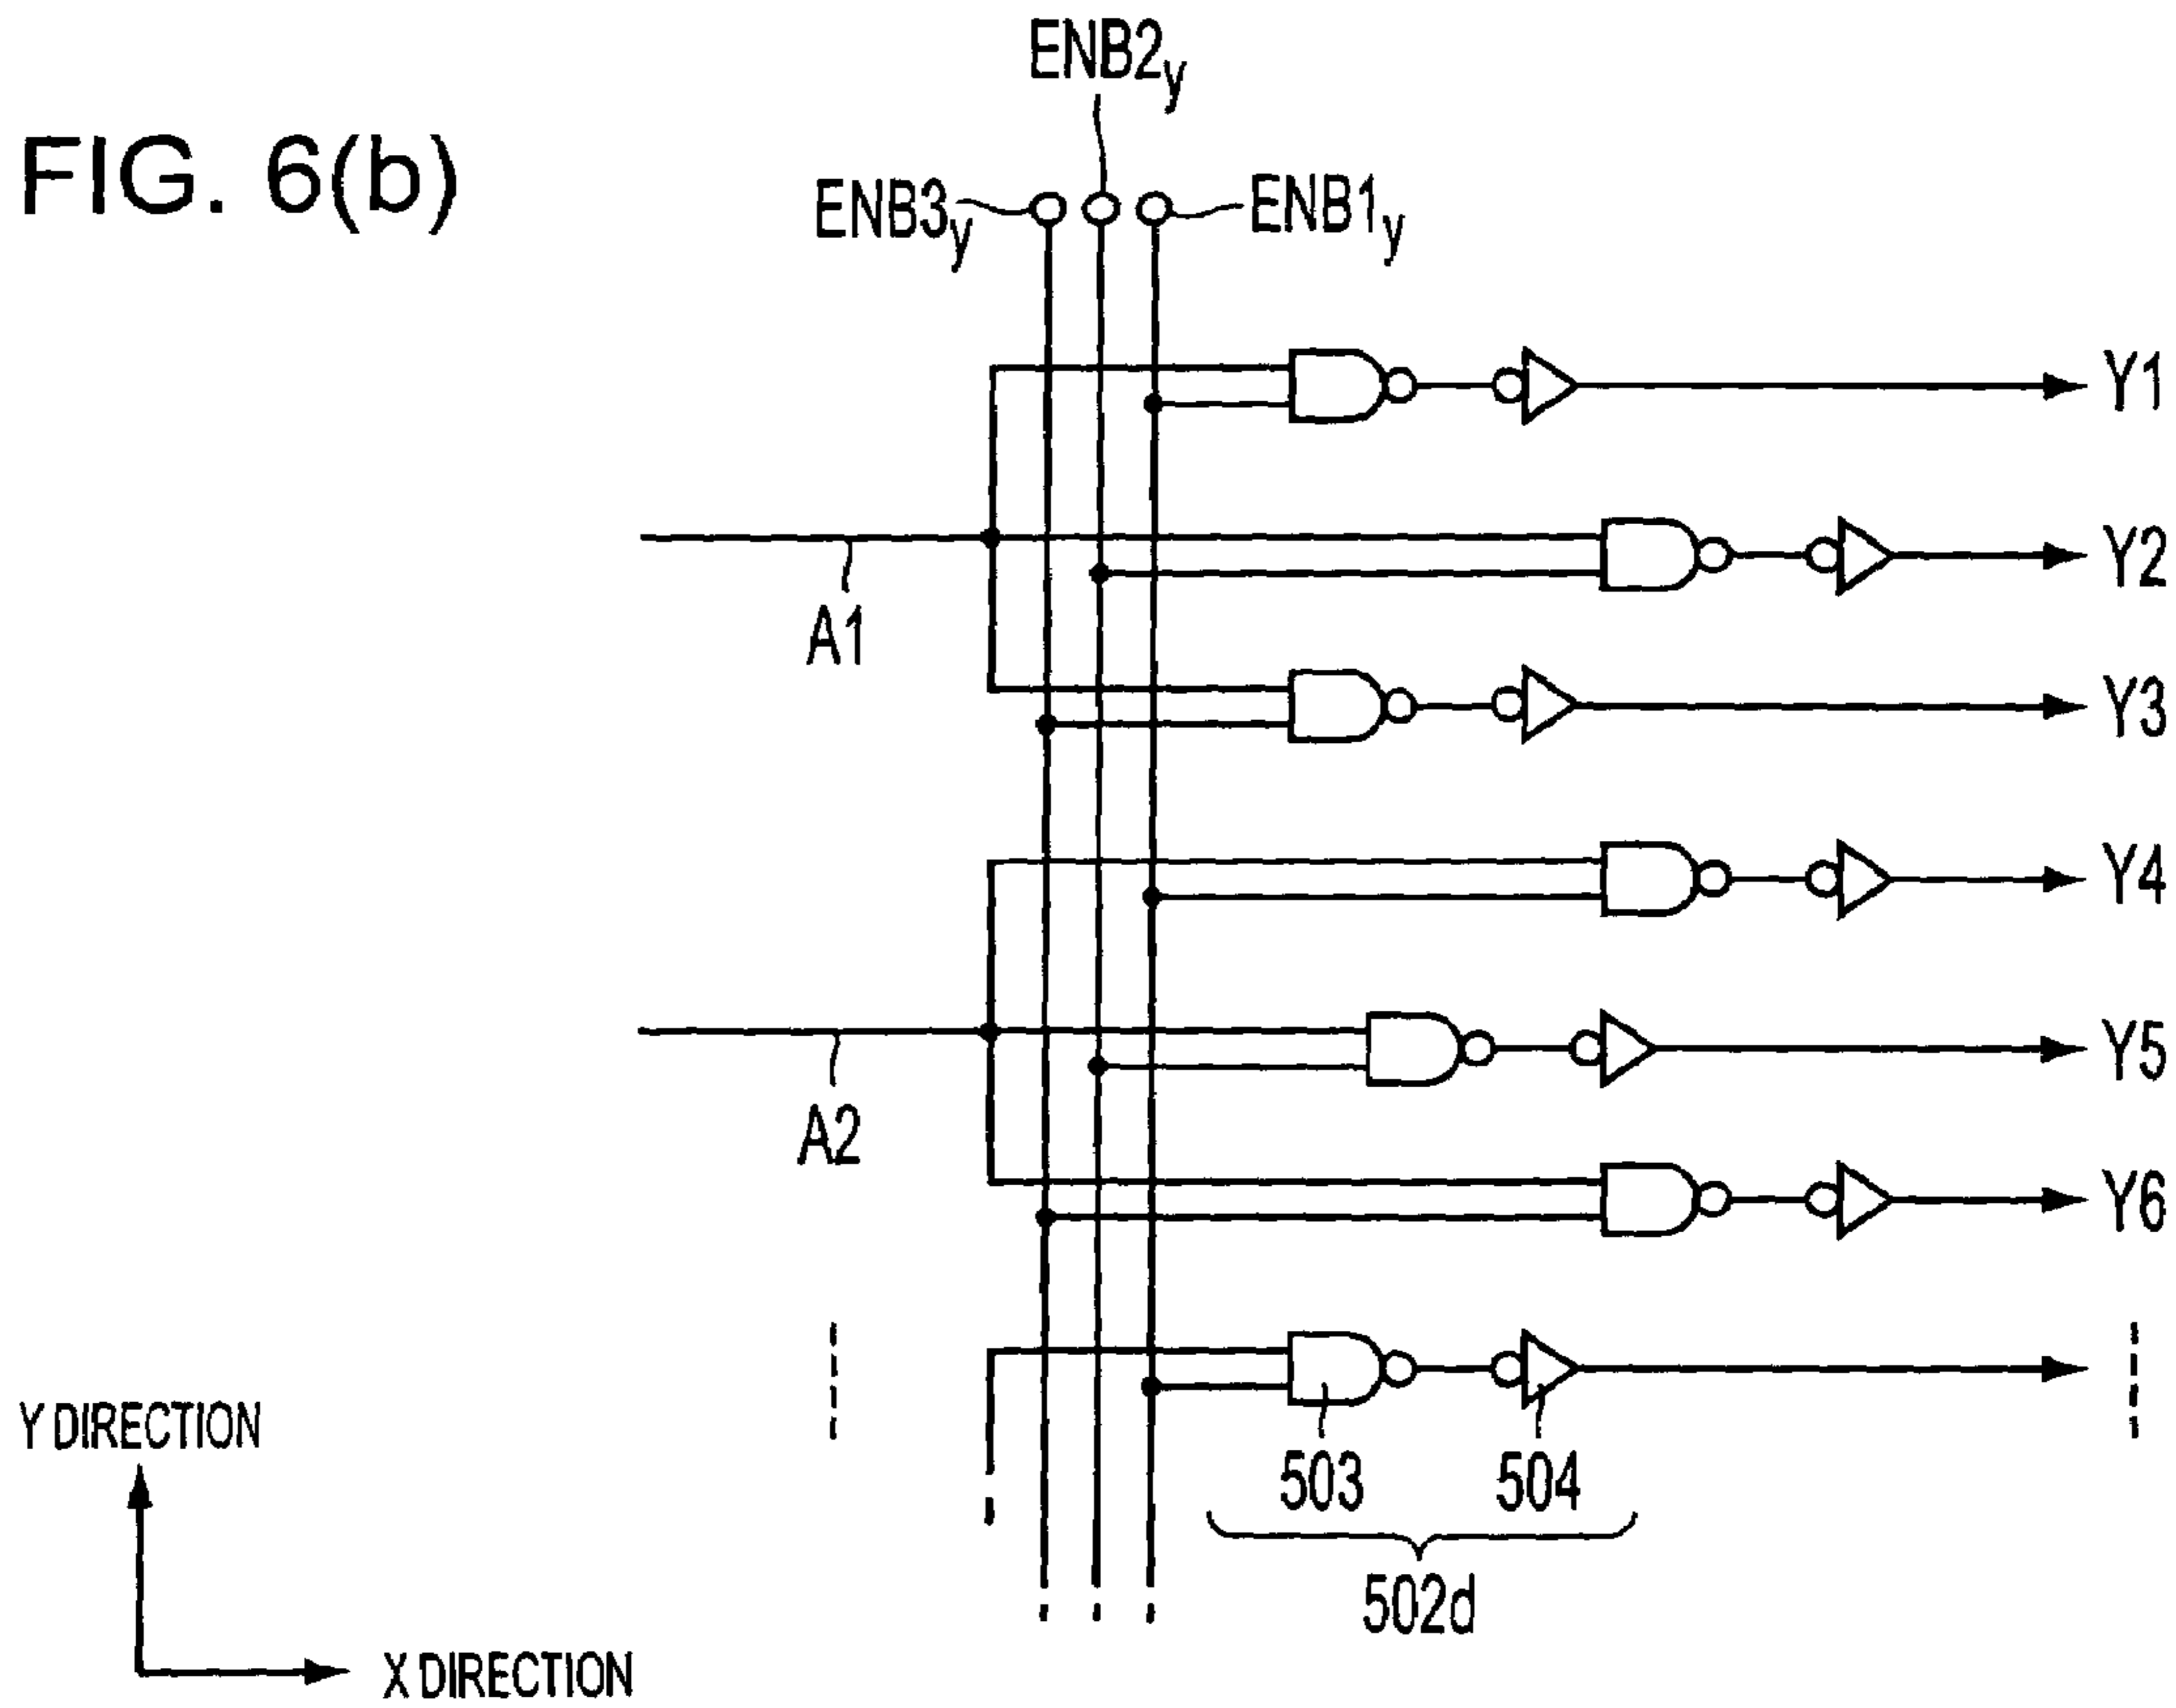 FIG. 6(b)
ENB2y
ENB3y
ENB1y
Y1
Y2
A1
Y3
Y4
Y5
A2
Y6
503
504
502d
Y DIRECTION
X DIRECTION